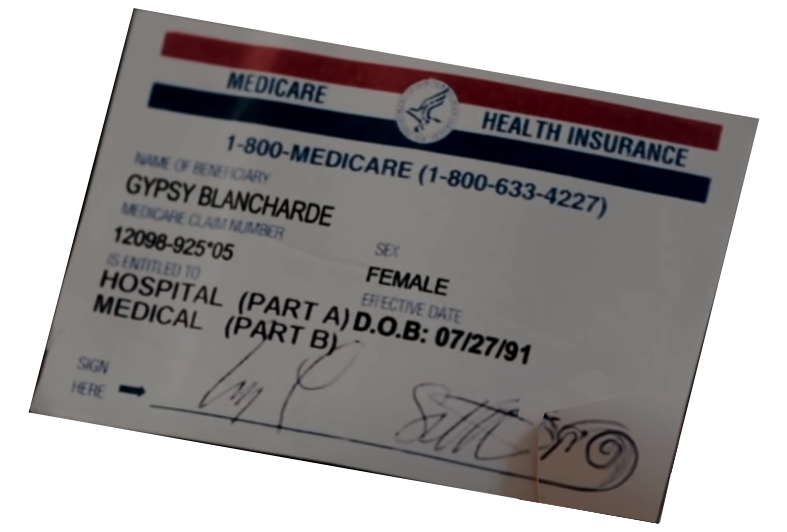 MEDICARE HEALTH INSURANCE
1-800-MEDICARE (1-800-633-4227)
NAME OF BENEFICIARY
GYPSY BLANCHARDE
MEDICARE CLAIM NUMBER
SEX
12098-925*05
FEMALE
IS ENTITLED TO
EFFECTIVE DATE
HOSPITAL (PART A)
D.O.B: 07/27/91
MEDICAL (PART B)
SIGN
HERE